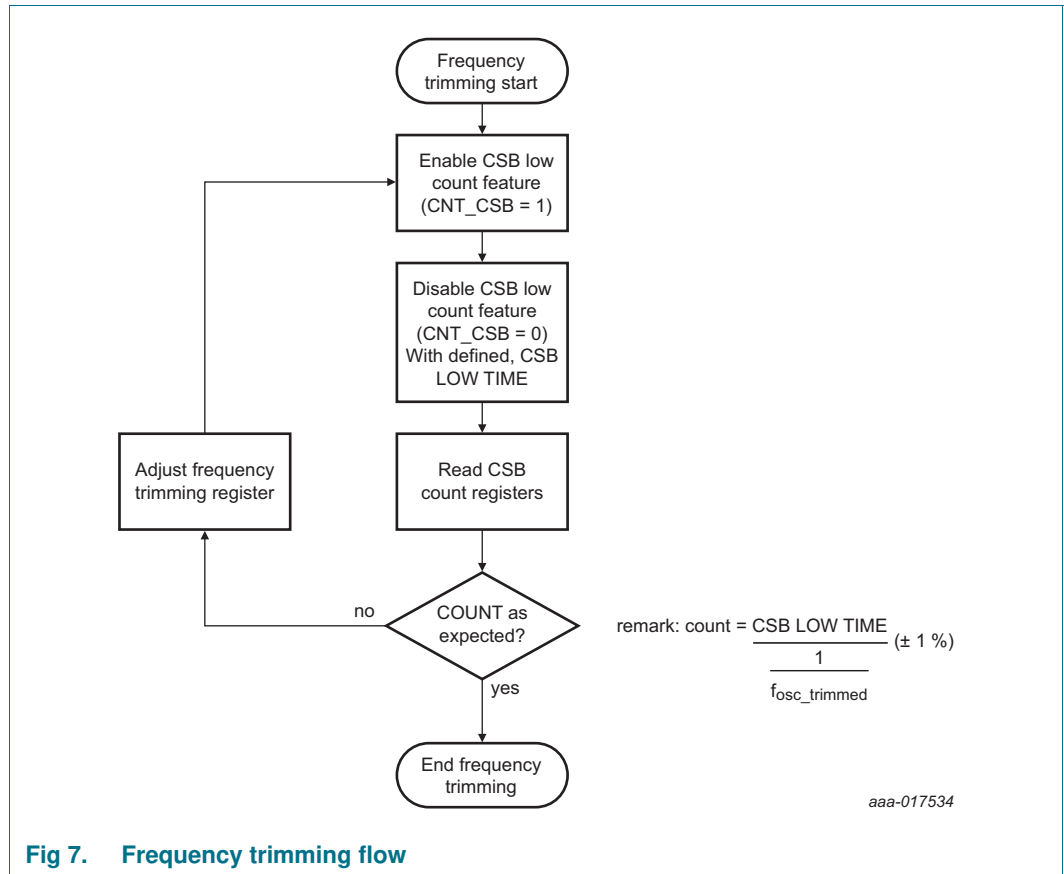 Frequency
trimming start
Enable CSB low
count feature
(CNT_CSB = 1)
Disable CSB low
count feature
(CNT_CSB = 0)
With defined, CSB
LOW TIME
Adjust frequency
trimming register
Read CSB
count registers
no
COUNT as
expected?
remark: count = CSB LOW TIME (± 1 %)
1
fosc_trimmed
yes
End frequency
trimming
aaa-017534
Fig 7. Frequency trimming flow